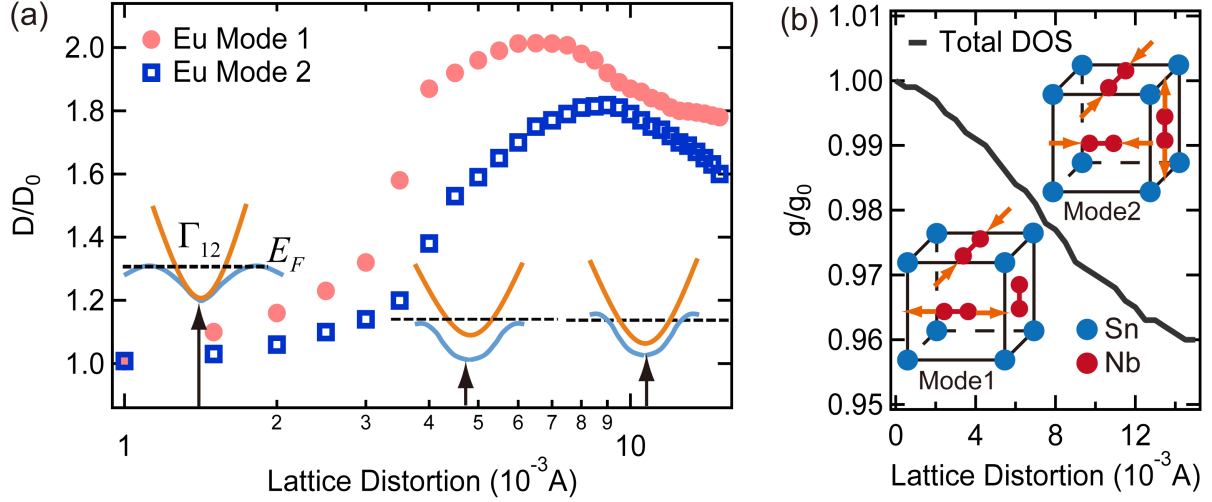 (a)
D/D0
2.0
1.8
1.6
1.4
1.2
1.0
Eu Mode 1
Eu Mode 2
Γ12
EF
1
2
3
4
5
6
7
8
9
10
Lattice Distortion (10-3A)
(b)
g/g0
1.01
1.00
0.99
0.98
0.97
0.96
0.95
Total DOS
Mode2
Mode1
Sn
Nb
0
4
8
12
Lattice Distortion (10-3A)